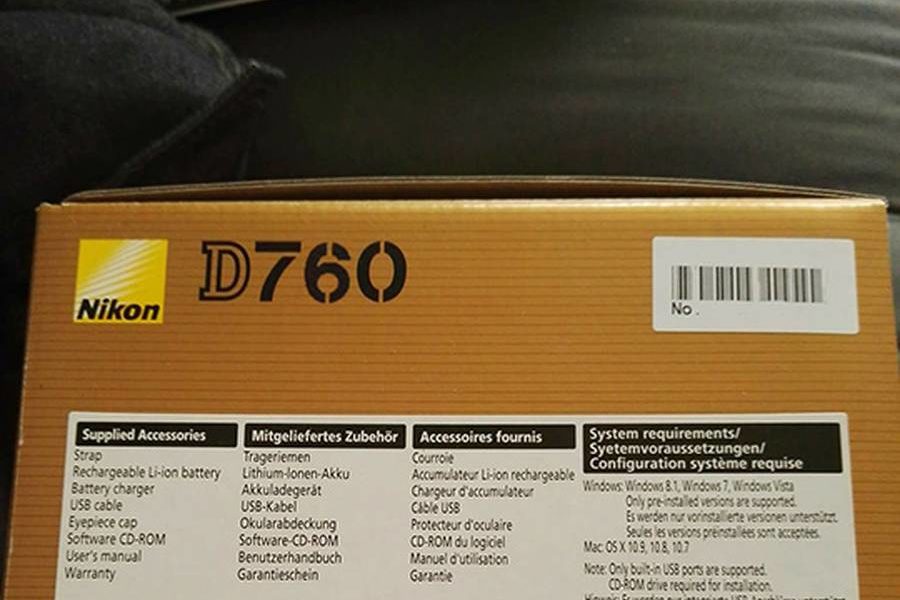 Nikon
D760
No .
Supplied Accessories
Strap
Rechargeable Li-ion battery
Battery charger
USB cable
Eyepiece cap
Software CD-ROM
User's manual
Warranty
Mitgeliefertes Zubehör
Trageriemen
Lithium-Ionen-Akku
Akkuladegerät
USB-Kabel
Okularabdeckung
Software-CD-ROM
Benutzerhandbuch
Garantieschein
Accessoires fournis
Courroie
Accumulateur Li-ion rechargeable
Chargeur d'accumulateur
Câble USB
Protecteur d'oculaire
CD-ROM du logiciel
Manuel d'utilisation
Garantie
System requirements/
Syetemvoraussetzungen/
Configuration système requise
Windows: Windows 8.1, Windows 7, Windows Vista
Only pre-installed versions are supported.
Es werden nur vorinstallierte versionen unterstützt.
Seules les versions préinstallées sont acceptées.
Mac: OS X 10.9, 10.8, 10.7
Note: Only built-in USB ports are supported.
CD-ROM drive required for installation.